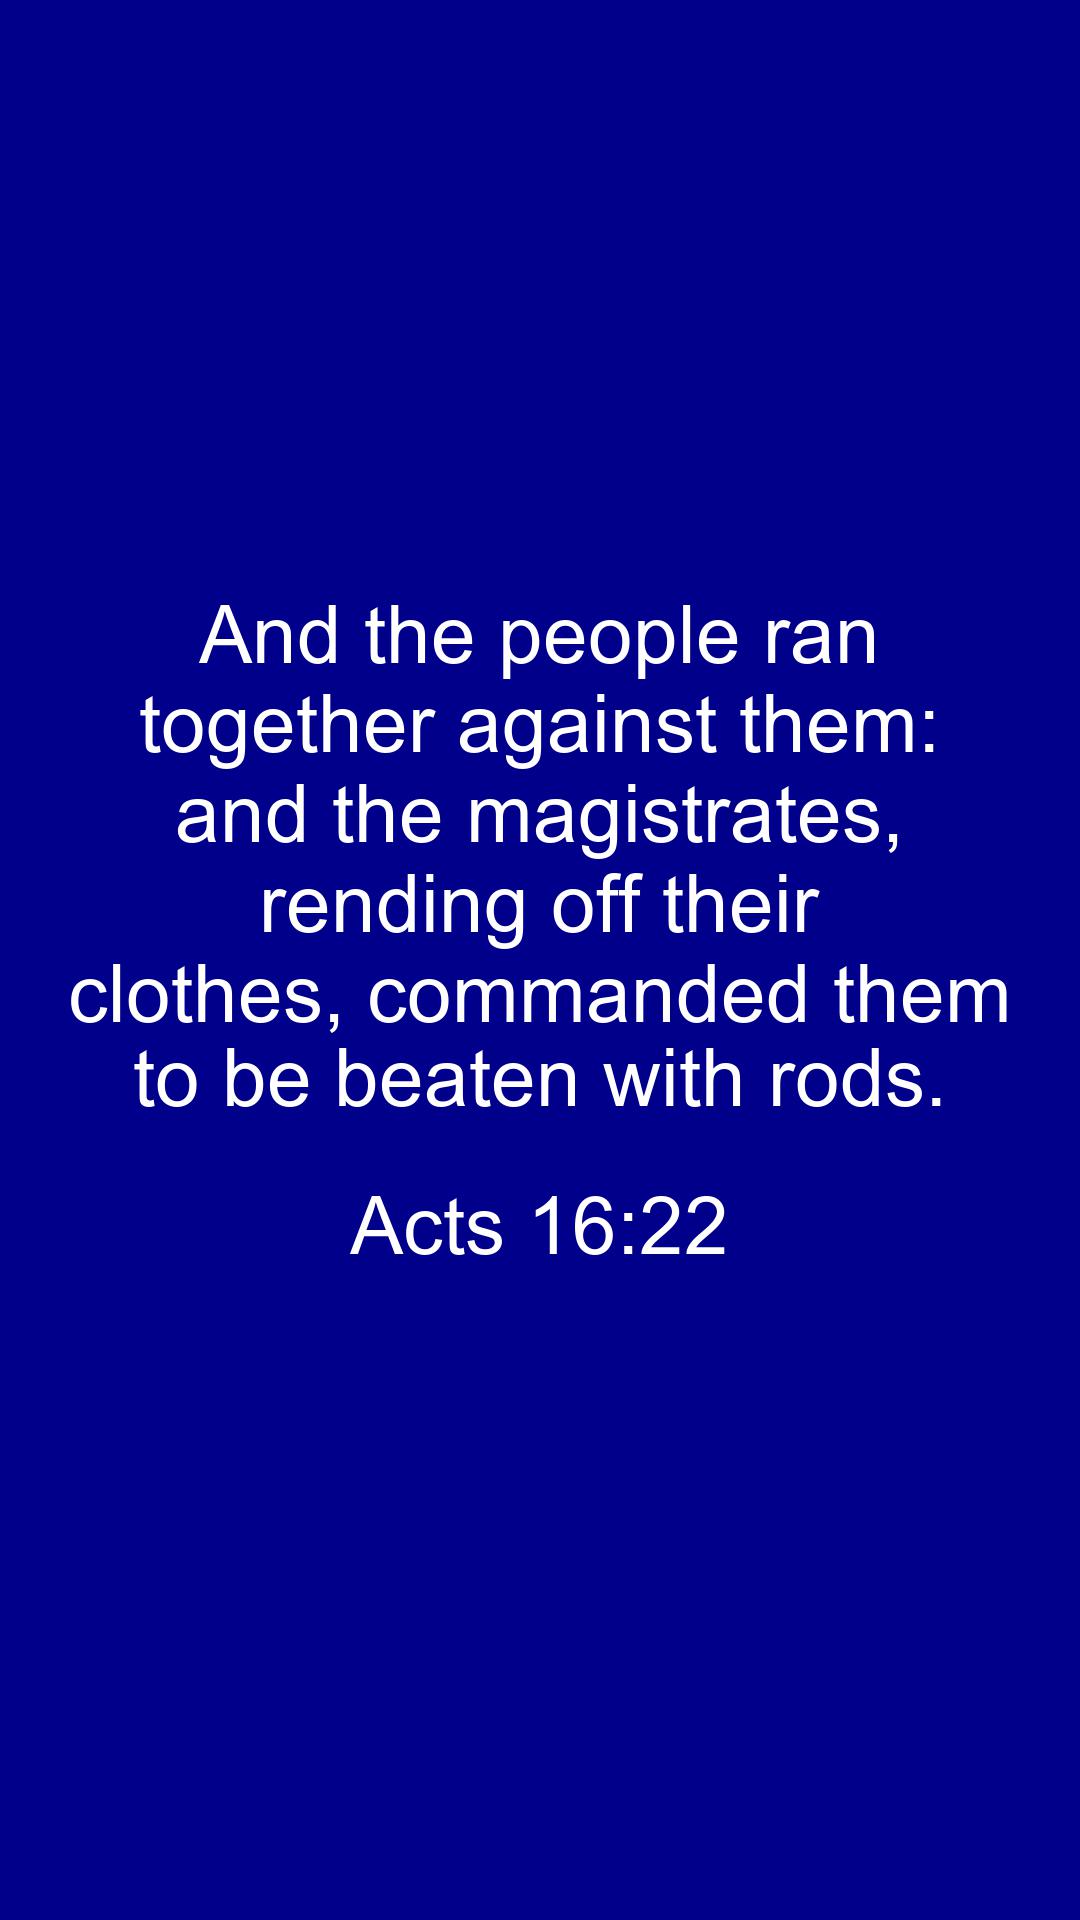 And the people ran
together against them:
and the magistrates,
rending off their
clothes, commanded them
to be beaten with rods.
Acts 16:22